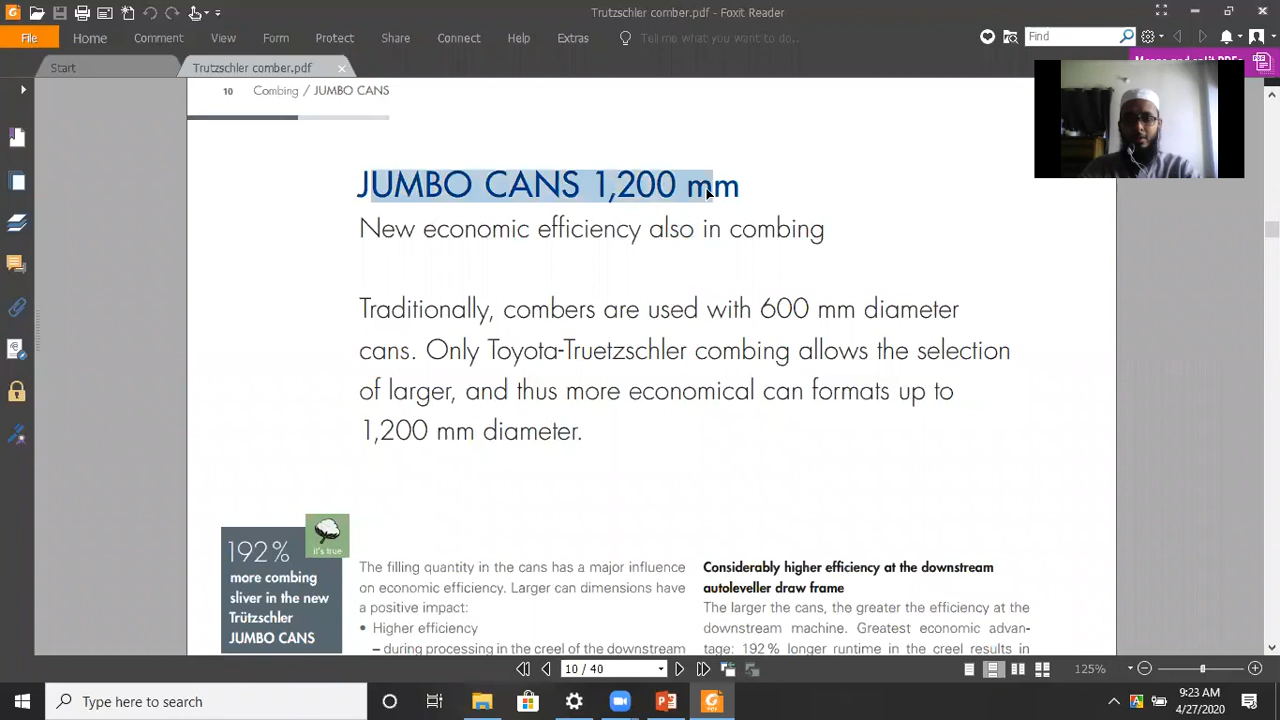 Trutzschler comber.pdf - Foxit Reader
File
Home
Comment
View
Form
Protect
Share
Connect
Help
Extras
Tell me what you want to do..
Find
Start
Trutzschler comber.pdf
10 Combing / JUMBO CANS
JUMBO CANS 1,200 mm
New economic efficiency also in combing
Traditionally, combers are used with 600 mm diameter
cans. Only Toyota-Truetzschler combing allows the selection
of larger, and thus more economical can formats up to
1,200 mm diameter.
it's true
192 %
more combing
sliver in the new
Trützschler
JUMBO CANS
The filling quantity in the cans has a major influence
on economic efficiency. Larger can dimensions have
a positive impact:
• Higher efficiency
– during processing in the creel of the downstream
Considerably higher efficiency at the downstream
autoleveller draw frame
The larger the cans, the greater the efficiency at the
downstream machine. Greatest economic advan-
tage: 192 % longer runtime in the creel results in
10 / 40
125%
Type here to search
9:23 AM
4/27/2020